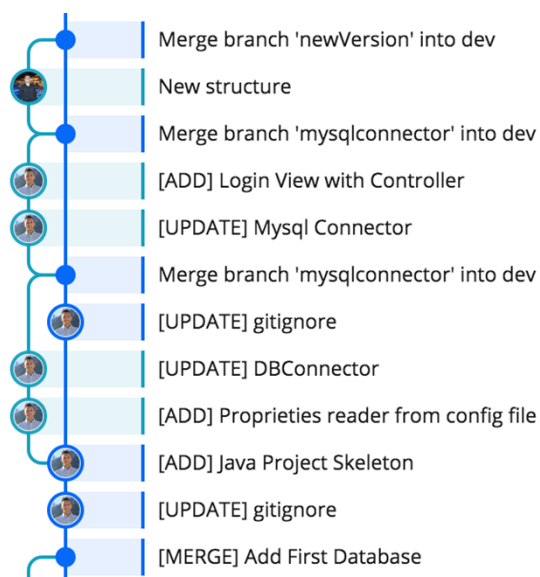 Merge branch 'newVersion' into dev
New structure
Merge branch 'mysqlconnector' into dev
[ADD] Login View with Controller
[UPDATE] Mysql Connector
Merge branch 'mysqlconnector' into dev
[UPDATE] gitignore
[UPDATE] DBConnector
[ADD] Proprieties reader from config file
[ADD] Java Project Skeleton
[UPDATE] gitignore
[MERGE] Add First Database